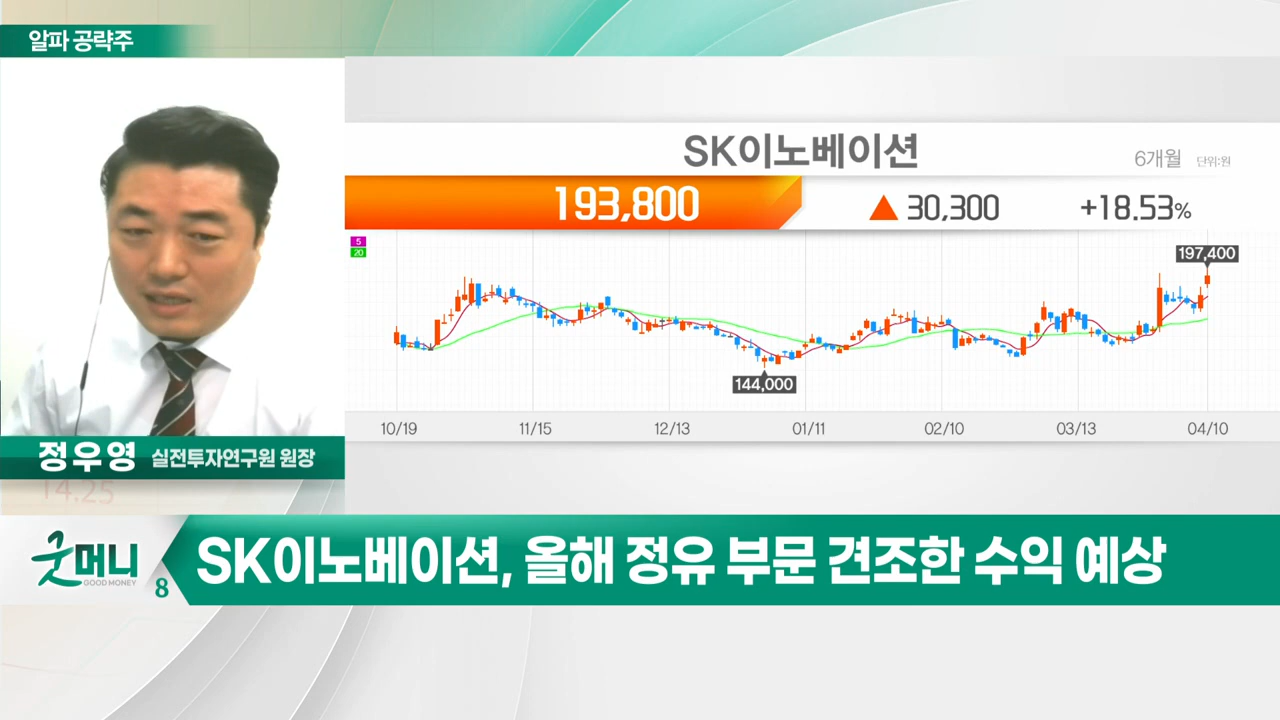 알파 공략주
SK이노베이션
6개월 단위:원
193,800 ▲ 30,300 +18.53%
5
20
197,400
144,000
10/19 11/15 12/13 01/11 02/10 03/13 04/10
정우영 실전투자연구원 원장
14.25
굿머니
GOOD MONEY
8
SK이노베이션, 올해 정유 부문 견조한 수익 예상